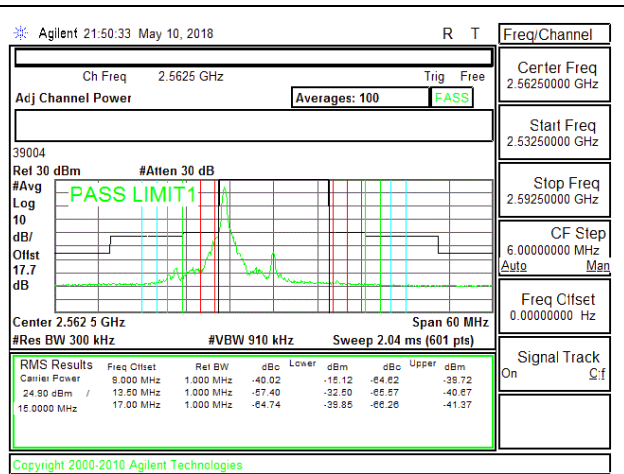 Agilent 21:50:33 May 10, 2018 R T
Freq/Channel
Ch Freq 2.5625 GHz Trig Free
Adj Channel Power Averages: 100 PASS
Center Freq
2.56250000 GHz
Start Freq
2.53250000 GHz
Stop Freq
2.59250000 GHz
CF Step
6.00000000 MHz
Auto Man
Freq Offset
0.00000000 Hz
Signal Track
On Off
39004
Ref 30 dBm #Atten 30 dB
#Avg
Log
10
dB/
Offst
17.7
dB
PASS LIMIT1
Center 2.562 5 GHz Span 60 MHz
#Res BW 300 kHz #VBW 910 kHz Sweep 2.04 ms (601 pts)
RMS Results Freq Offset Ref BW dBc Lower dBm dBc Upper dBm
Carrier Power 9.000 MHz 1.000 MHz -40.02 -15.12 -64.62 -39.72
24.90 dBm / 13.50 MHz 1.000 MHz -57.40 -32.50 -65.57 -40.67
15.0000 MHz 17.00 MHz 1.000 MHz -64.74 -39.85 -66.26 -41.37
Copyright 2000-2010 Agilent Technologies